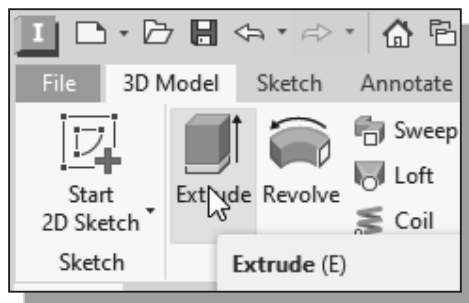 I
File 3D Model Sketch Annotate
Start
2D Sketch
Extrude
Revolve
Sweep
Loft
Coil
Sketch
Extrude (E)